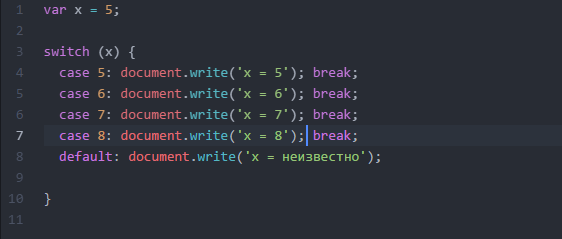 1 var x = 5;
2
3 switch (x) {
4   case 5: document.write('x = 5'); break;
5   case 6: document.write('x = 6'); break;
6   case 7: document.write('x = 7'); break;
7   case 8: document.write('x = 8'); break;
8   default: document.write('x = неизвестно');
9
10 }
11